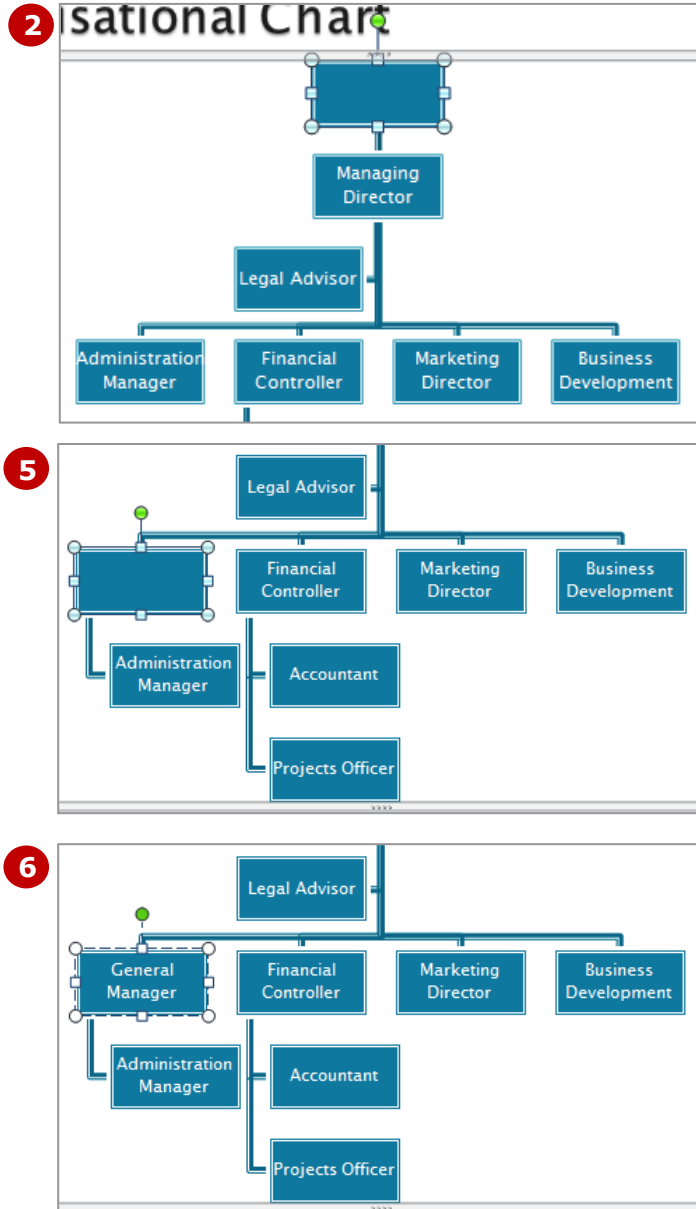 2
isational Chart
Managing
Director
Legal Advisor
Administration
Manager
Financial
Controller
Marketing
Director
Business
Development
5
Legal Advisor
Financial
Controller
Marketing
Director
Business
Development
Administration
Manager
Accountant
Projects Officer
6
Legal Advisor
General
Manager
Financial
Controller
Marketing
Director
Business
Development
Administration
Manager
Accountant
Projects Officer